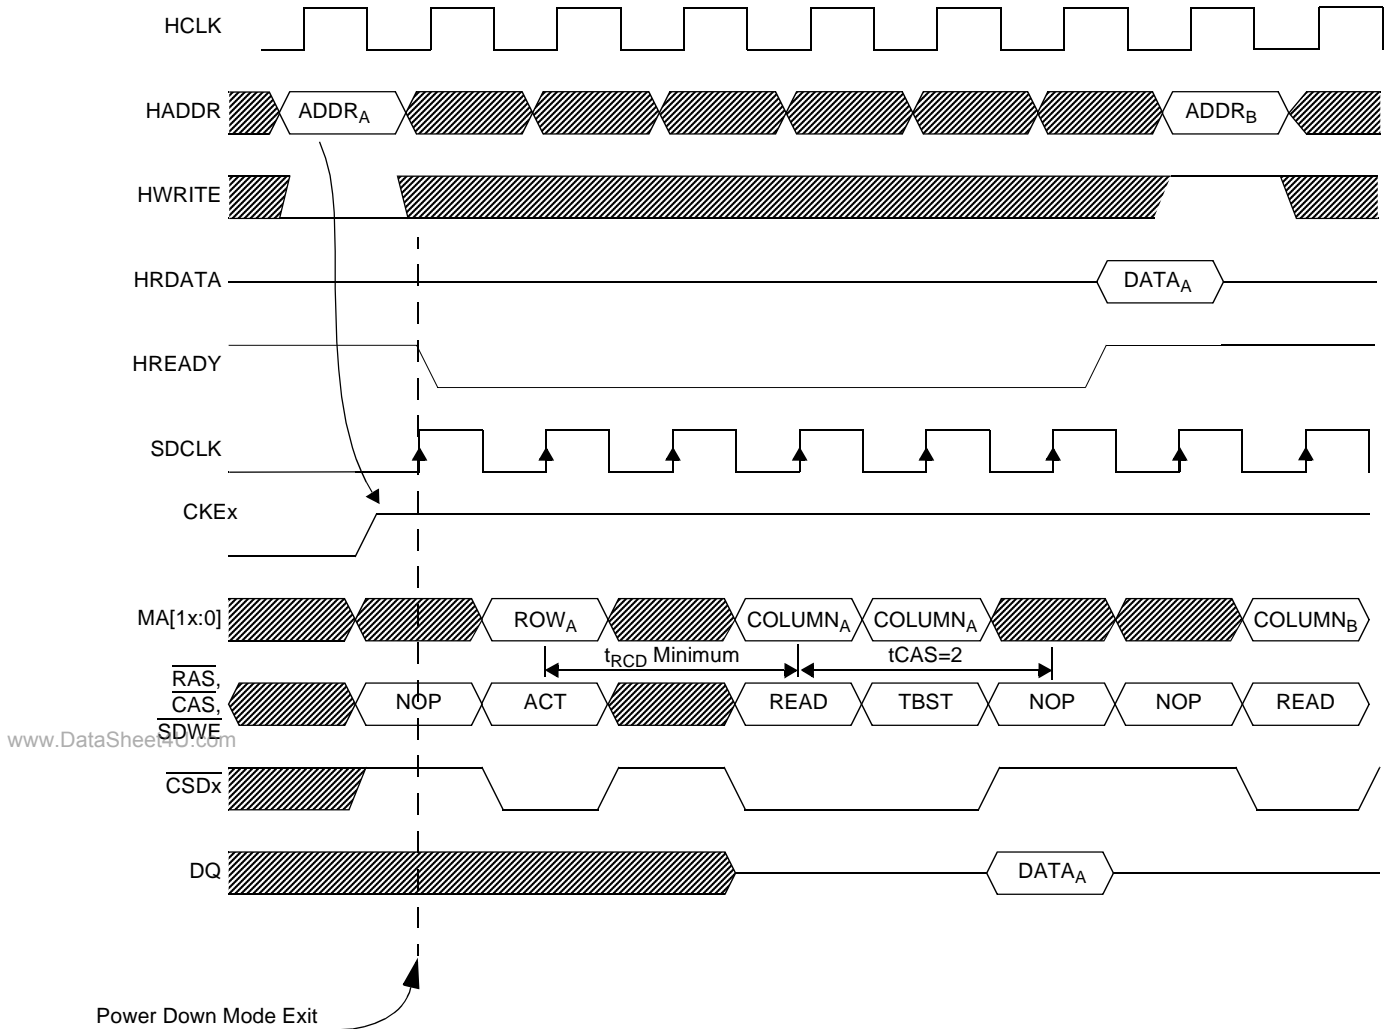 HCLK
HADDR ADDRA ADDRB
HWRITE
HRDATA DATAA
HREADY
SDCLK
CKEx
MA[1x:0] ROWA COLUMNA COLUMNA COLUMNB
tRCD Minimum tCAS=2
RAS,
CAS,
SDWE
NOP ACT READ TBST NOP NOP READ
www.DataSheet4U.com
CSDx
DQ DATAA
Power Down Mode Exit